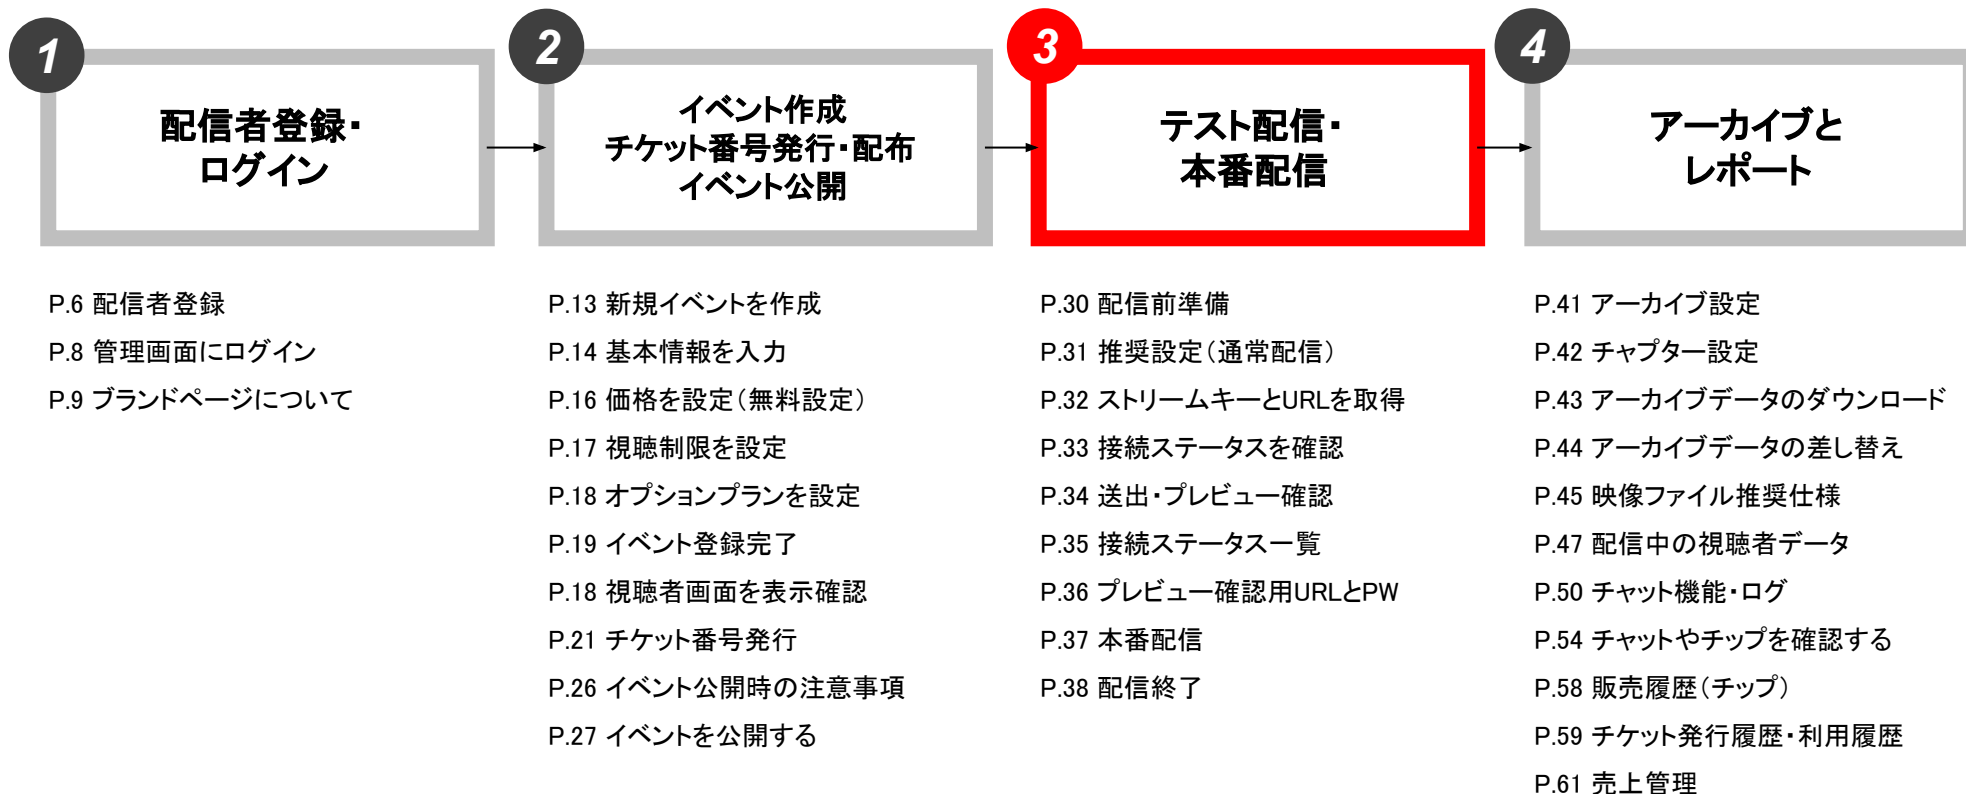 1
配信者登録・
ログイン
P.6 配信者登録
P.8 管理画面にログイン
P.9 ブランドページについて
2
イベント作成
チケット番号発行・配布
イベント公開
P.13 新規イベントを作成
P.14 基本情報を入力
P.16 価格を設定（無料設定）
P.17 視聴制限を設定
P.18 オプションプランを設定
P.19 イベント登録完了
P.18 視聴者画面を表示確認
P.21 チケット番号発行
P.26 イベント公開時の注意事項
P.27 イベントを公開する
3
テスト配信・
本番配信
P.30 配信前準備
P.31 推奨設定（通常配信）
P.32 ストリームキーとURLを取得
P.33 接続ステータスを確認
P.34 送出・プレビュー確認
P.35 接続ステータス一覧
P.36 プレビュー確認用URLとPW
P.37 本番配信
P.38 配信終了
4
アーカイブと
レポート
P.41 アーカイブ設定
P.42 チャプター設定
P.43 アーカイブデータのダウンロード
P.44 アーカイブデータの差し替え
P.45 映像ファイル推奨仕様
P.47 配信中の視聴者データ
P.50 チャット機能・ログ
P.54 チャットやチップを確認する
P.58 販売履歴（チップ）
P.59 チケット発行履歴・利用履歴
P.61 売上管理